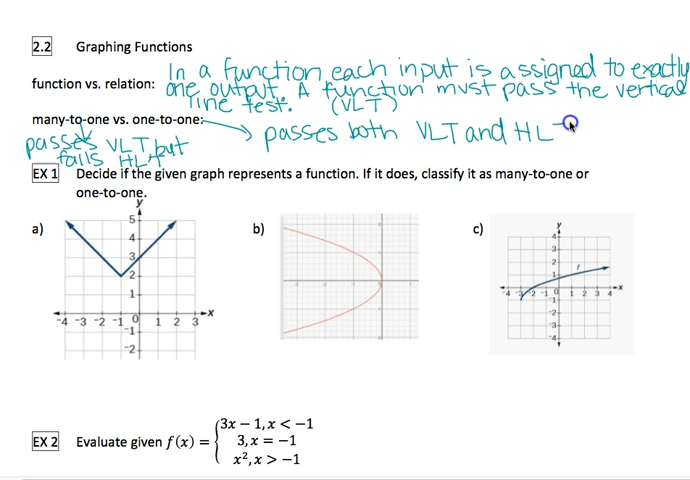 2.2 Graphing Functions
In a function each input is assigned to exactly
function vs. relation: one output. A function must pass the vertical
line test. (VLT)
many-to-one vs. one-to-one: passes both VLT and HL
passes VLT but
fails HLT
EX 1 Decide if the given graph represents a function. If it does, classify it as many-to-one or
one-to-one.
a) b) c)
y
5
4
3
2
1
-4 -3 -2 -1 0 1 2 3 x
-1
-2
y
4
3
2
1
f
-4 -3 -2 -1 0 1 2 3 4 x
-1
-2
-3
-4
3x − 1, x < −1
EX 2 Evaluate given f(x) = { 3, x = −1
x², x > −1